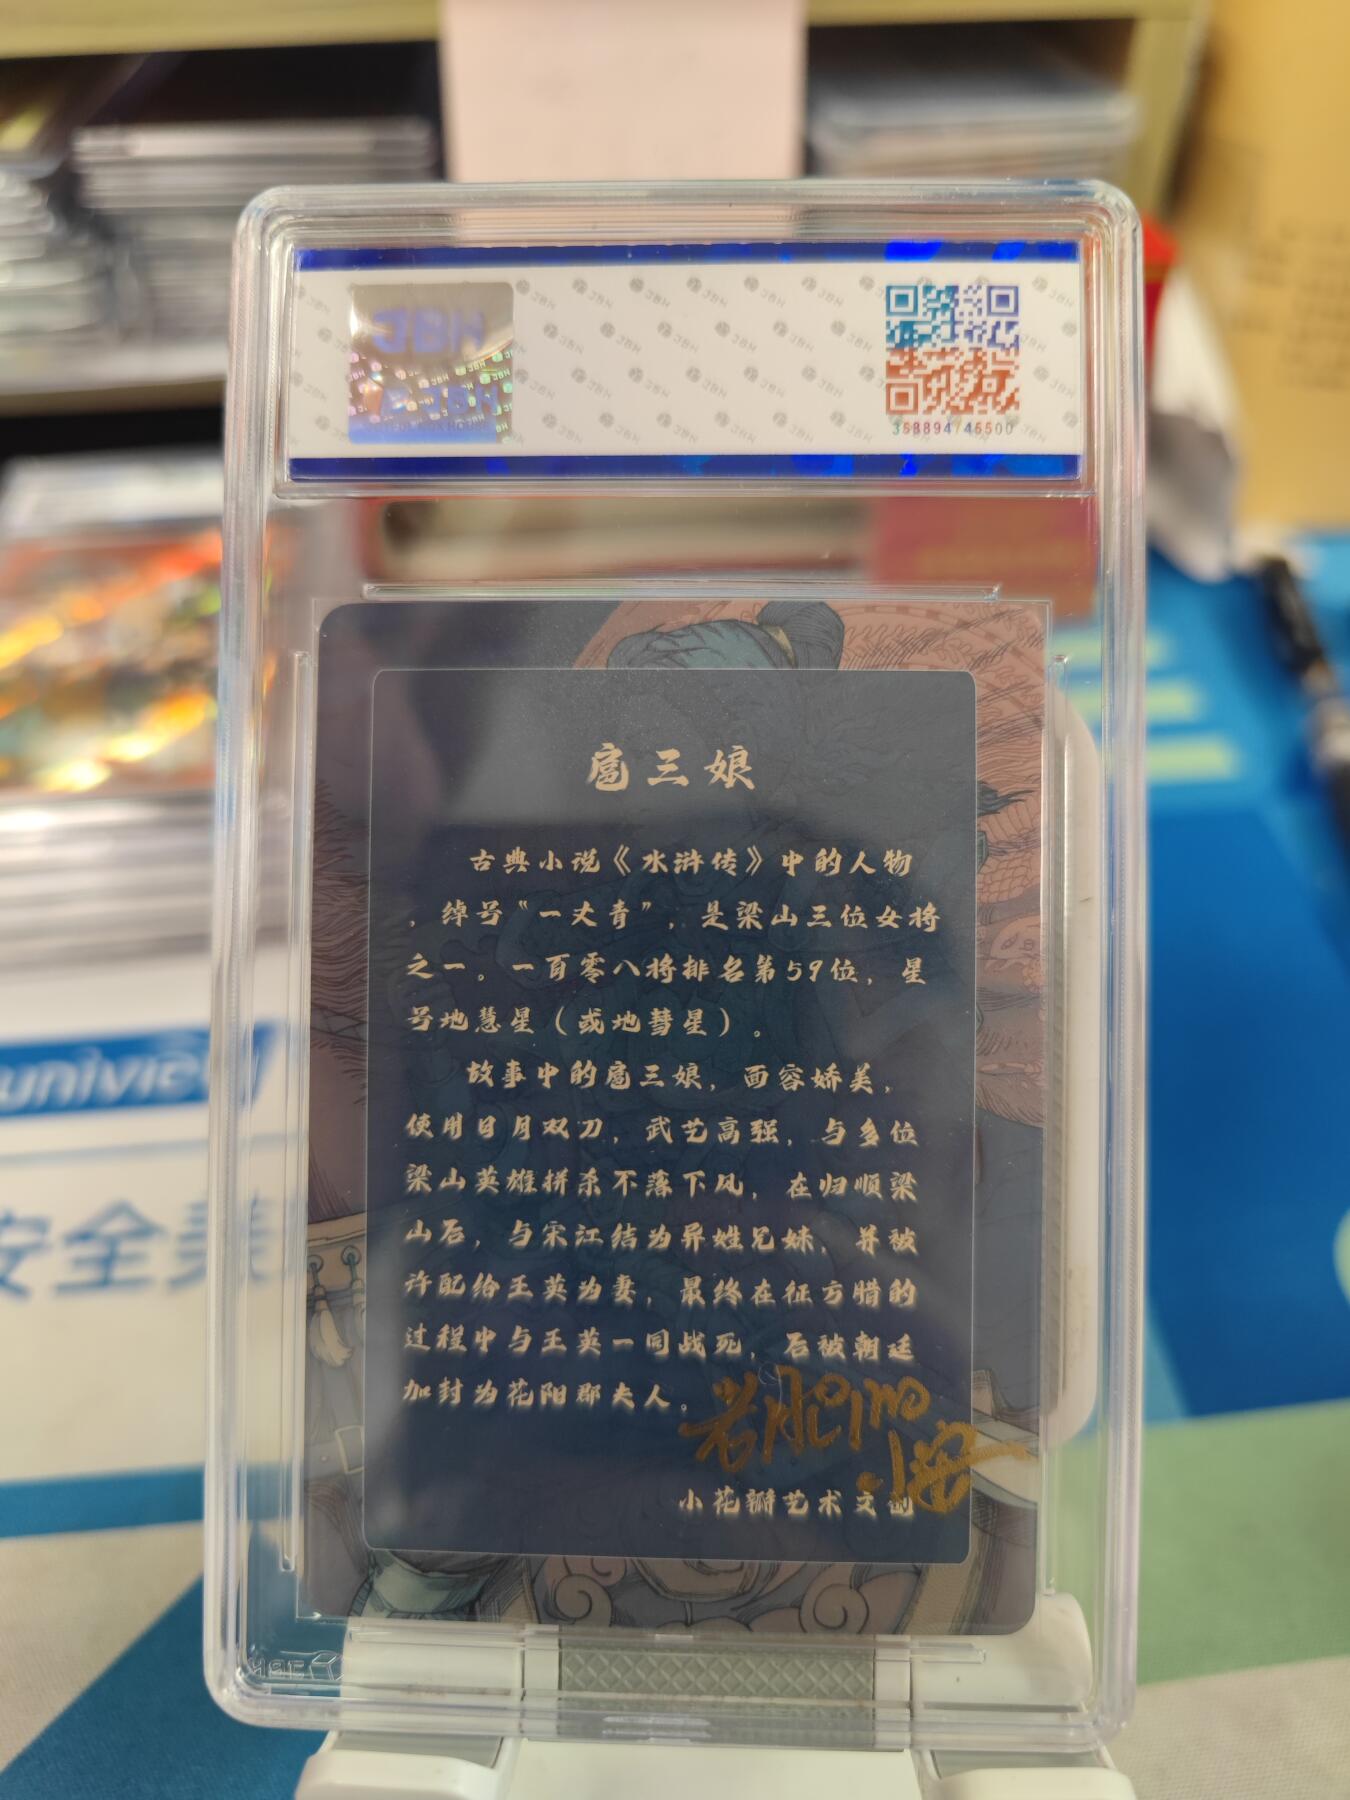 JBH
JBH
358894/45500
扈三娘
古典小说《水浒传》中的人物
，绰号“一丈青”，是梁山三位女将
之一。一百零八将排名第59位，星
号地慧星（或地彗星）。
故事中的扈三娘，面容娇美，
使用日月双刀，武艺高强，与多位
梁山英雄拼杀不落下风，在归顺梁
山后，与宋江结为异姓兄妹，并被
许配给王英为妻，最终在征方腊的
过程中与王英一同战死，后被朝廷
加封为花阳郡夫人。
小花瓣艺术文创
univie
安全